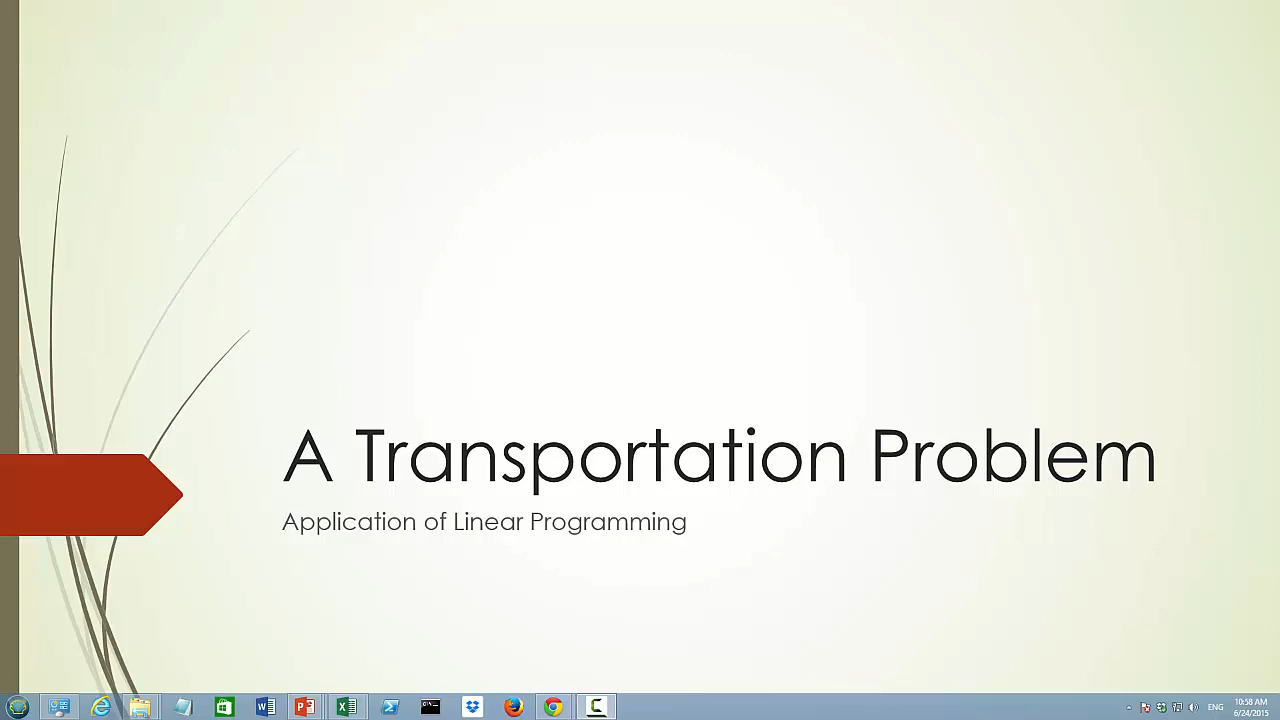 A Transportation Problem
Application of Linear Programming
ENG
10:58 AM
6/24/2015